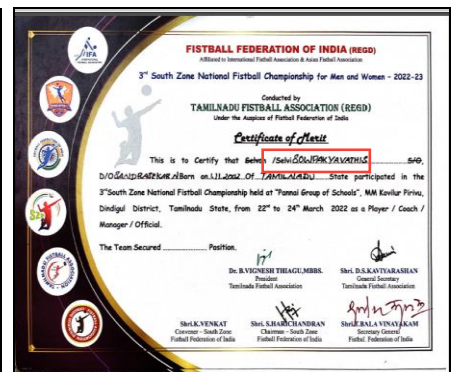 FISTBALL FEDERATION OF INDIA (REGD)
Affiliated to International Fistball Association & Asian Fistball Association
3rd South Zone National Fistball Championship for Men and Women - 2022-23
Conducted by
TAMILNADU FISTBALL ASSOCIATION (REGD)
Under the Auspices of Fistball Federation of India
Certificate of Merit
This is to Certify that Selvan /Selvi SOWPAKYAVATHI S S/O,
D/O Born on Of TAMILNADU State participated in the
3rd South Zone National Fistball Championship held at "Pannai Group of Schools", MM Kovilur Pirivu,
Dindigul District, Tamilnadu State, from 22nd to 24th March 2022 as a Player / Coach /
Manager / Official.
The Team Secured .................... Position.
Dr. B.VIGNESH THIAGU,MBBS.
President
Tamilnadu Fistball Association
Shri. D.S.KAVIYARASHAN
General Secretary
Tamilnadu Fistball Association
Shri.K.VENKAT
Convener - South Zone
Fistball Federation of India
Shri. S.HARICHANDRAN
Chairman - South Zone
Fistball Federation of India
Shri.E.BALA VINAYAKAM
Secretary General
Fistball Federation of India
IFA
TAMILNADU FISTBALL ASSOCIATION